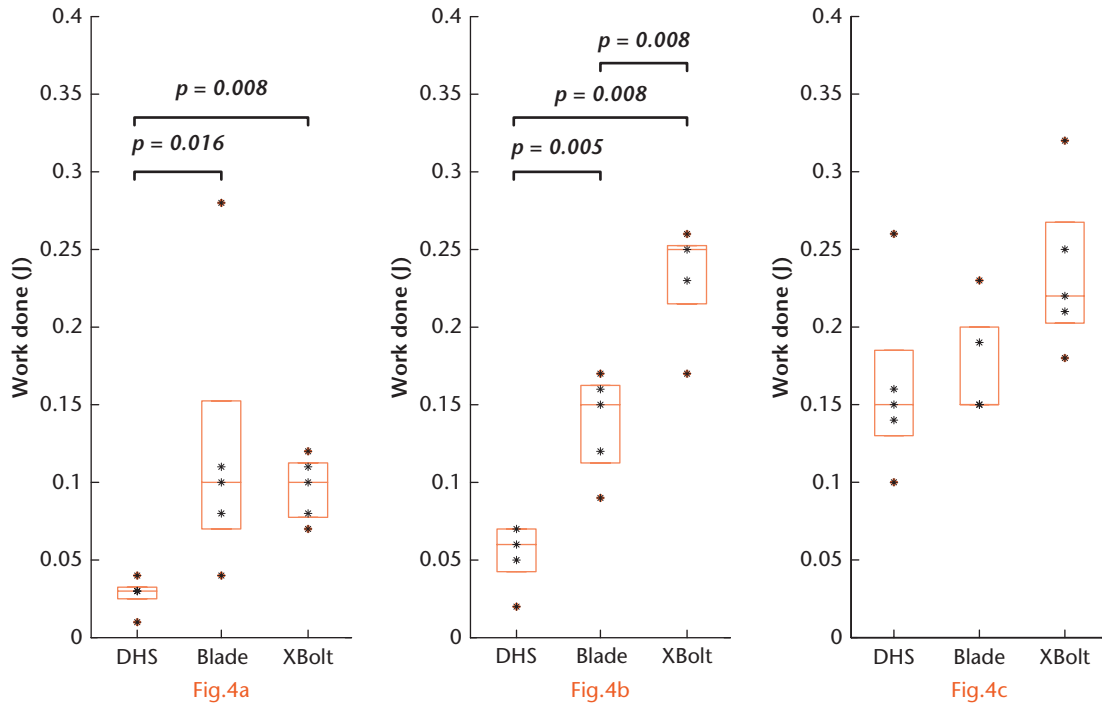 0.4
0.35
0.3
0.25
0.2
0.15
0.1
0.05
0
Work done (J)
p = 0.008
p = 0.016
DHS Blade XBolt
Fig.4a
0.4
0.35
0.3
0.25
0.2
0.15
0.1
0.05
0
Work done (J)
p = 0.008
p = 0.008
p = 0.005
DHS Blade XBolt
Fig.4b
0.4
0.35
0.3
0.25
0.2
0.15
0.1
0.05
0
Work done (J)
DHS Blade XBolt
Fig.4c